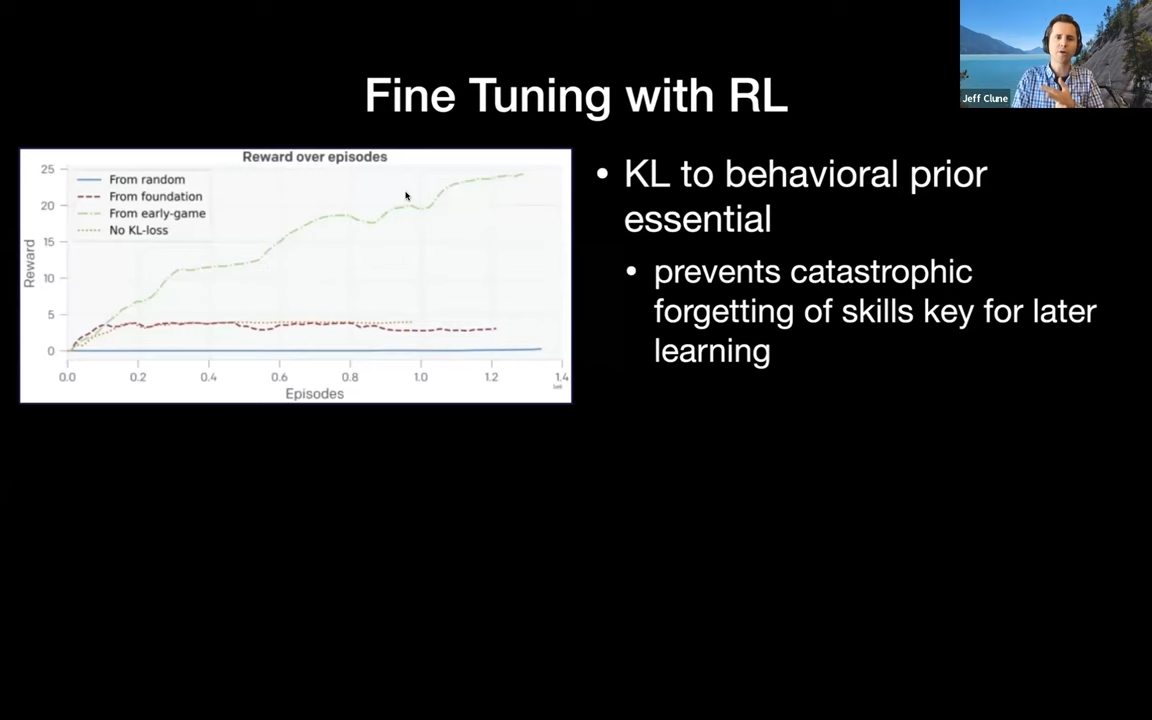 Jeff Clune
Fine Tuning with RL
Reward over episodes
From random
From foundation
From early-game
No KL-loss
25
20
15
10
5
0
Reward
0.0 0.2 0.4 0.6 0.8 1.0 1.2 1.4
Episodes
• KL to behavioral prior
essential
• prevents catastrophic
forgetting of skills key for later
learning